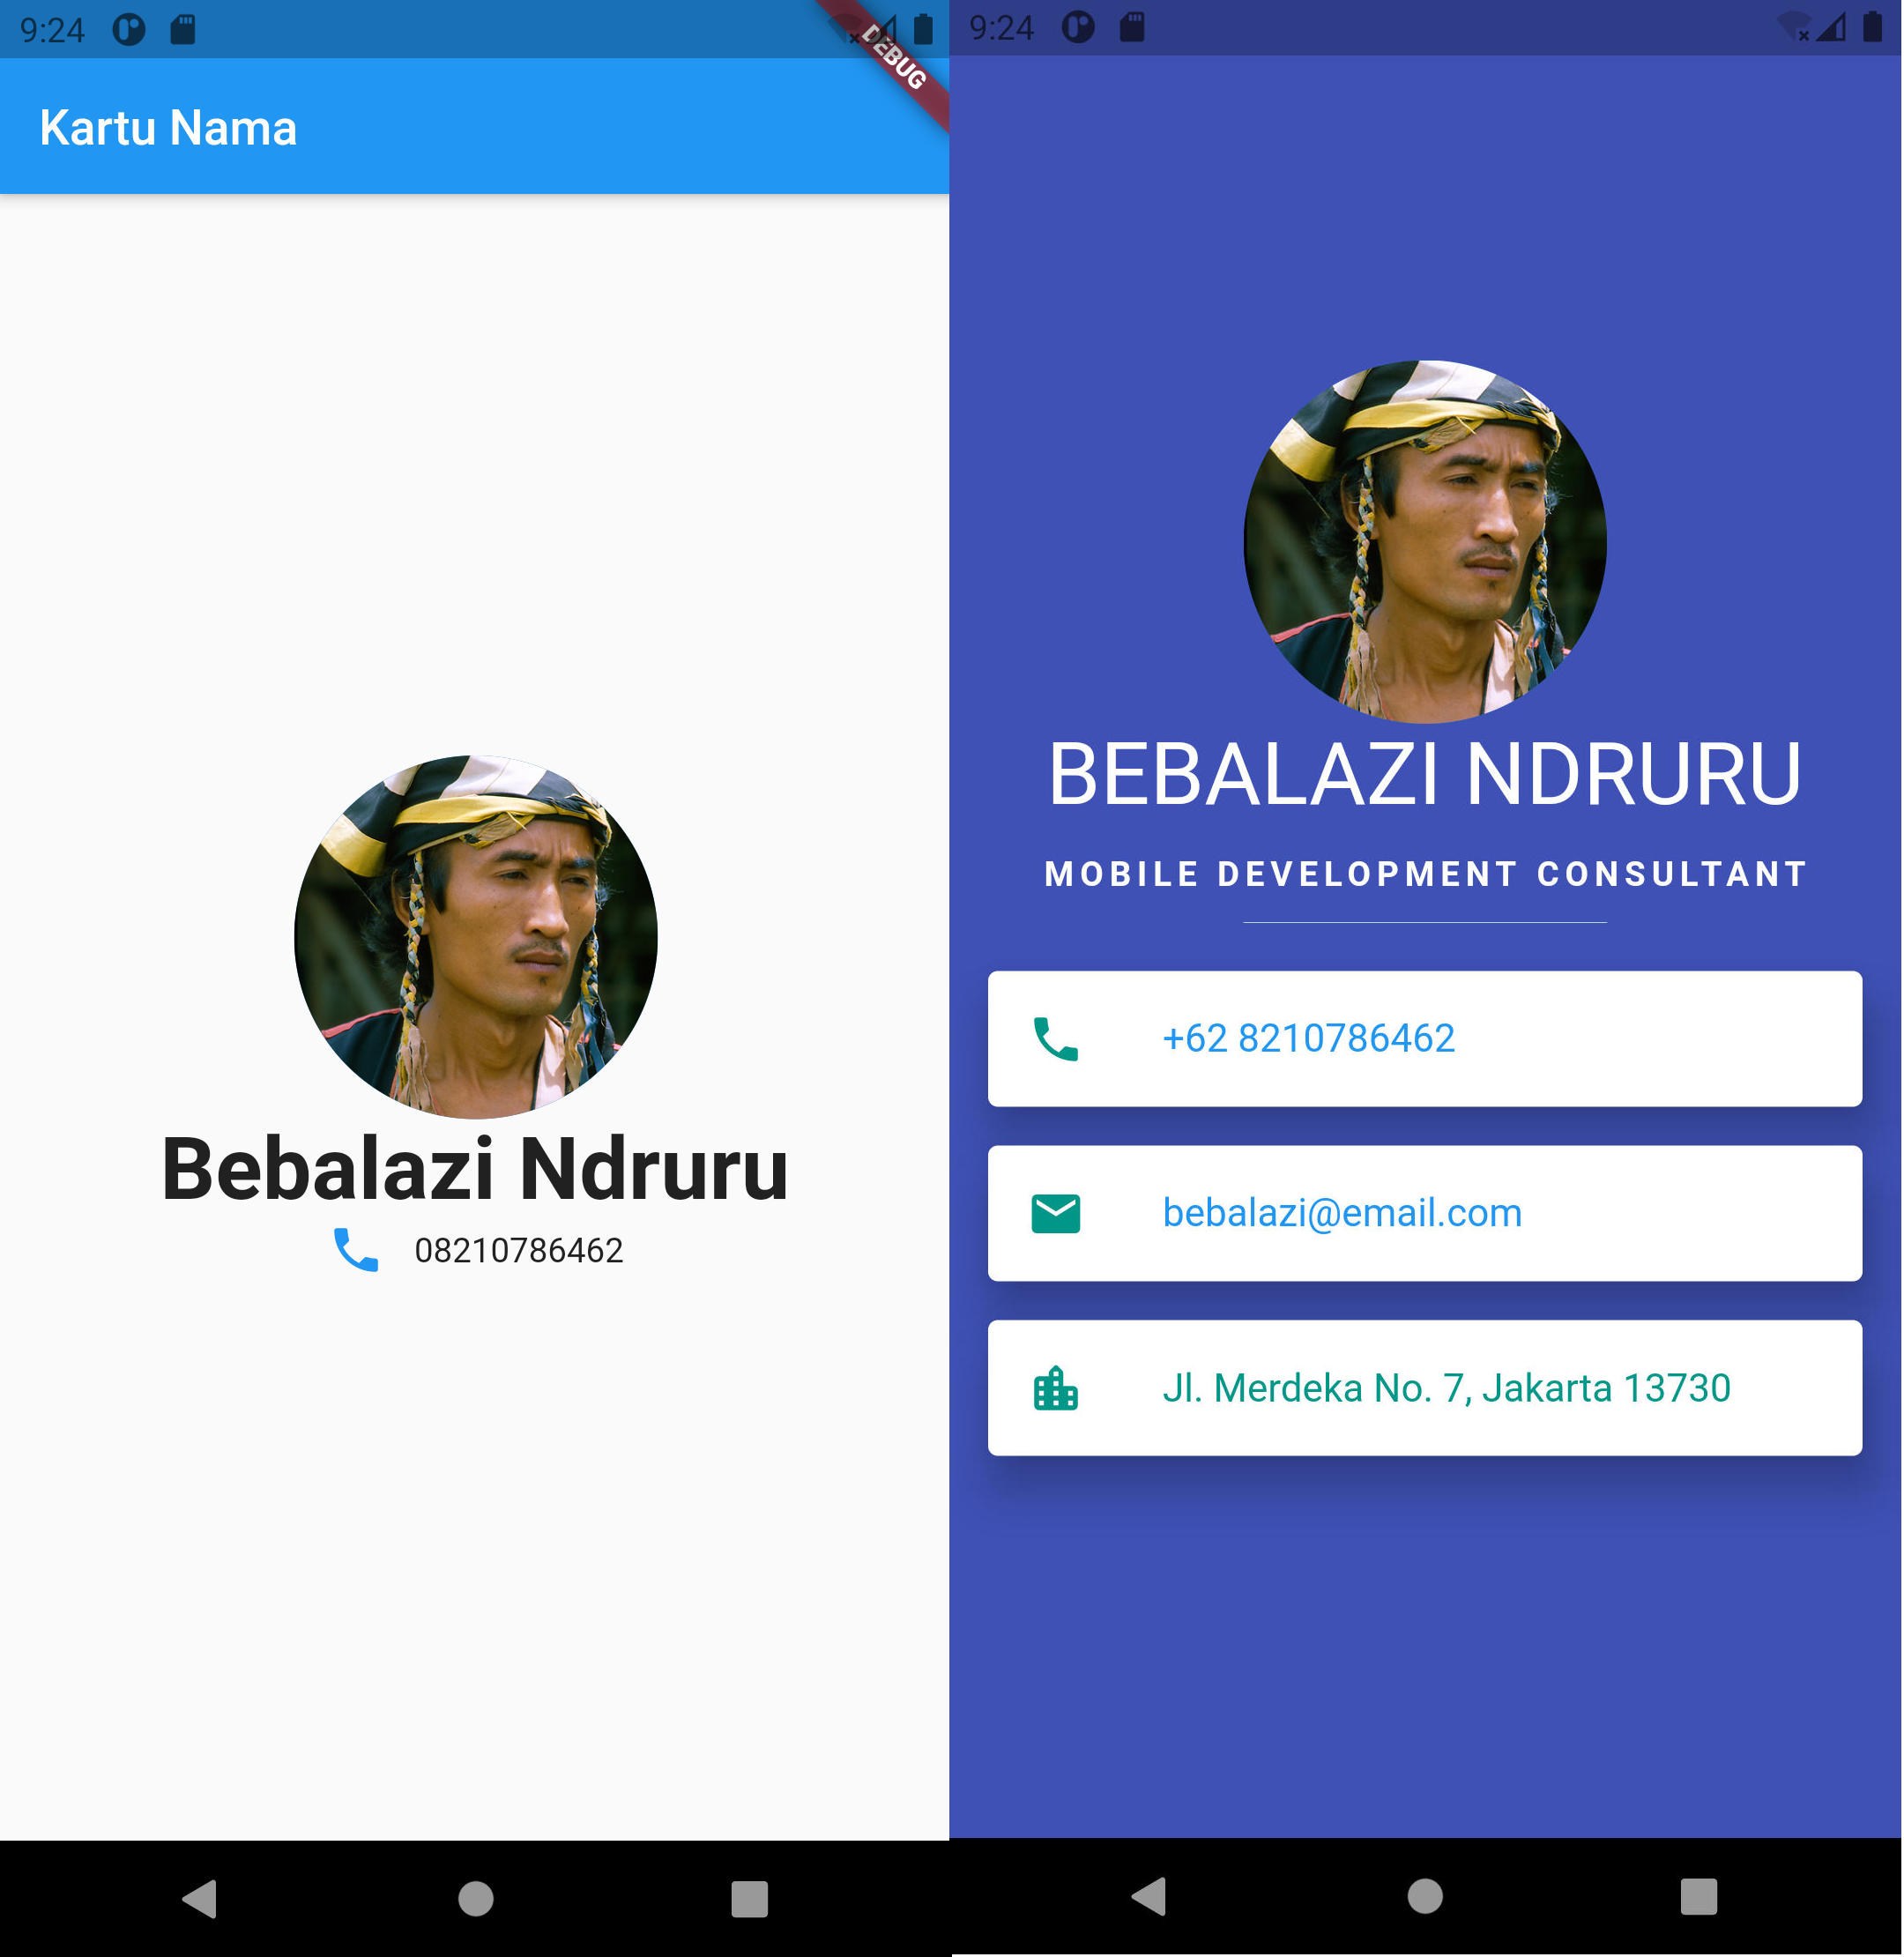 9:24
DEBUG
Kartu Nama
Bebalazi Ndruru
08210786462
9:24
BEBALAZI NDRURU
MOBILE DEVELOPMENT CONSULTANT
+62 8210786462
bebalazi@email.com
Jl. Merdeka No. 7, Jakarta 13730